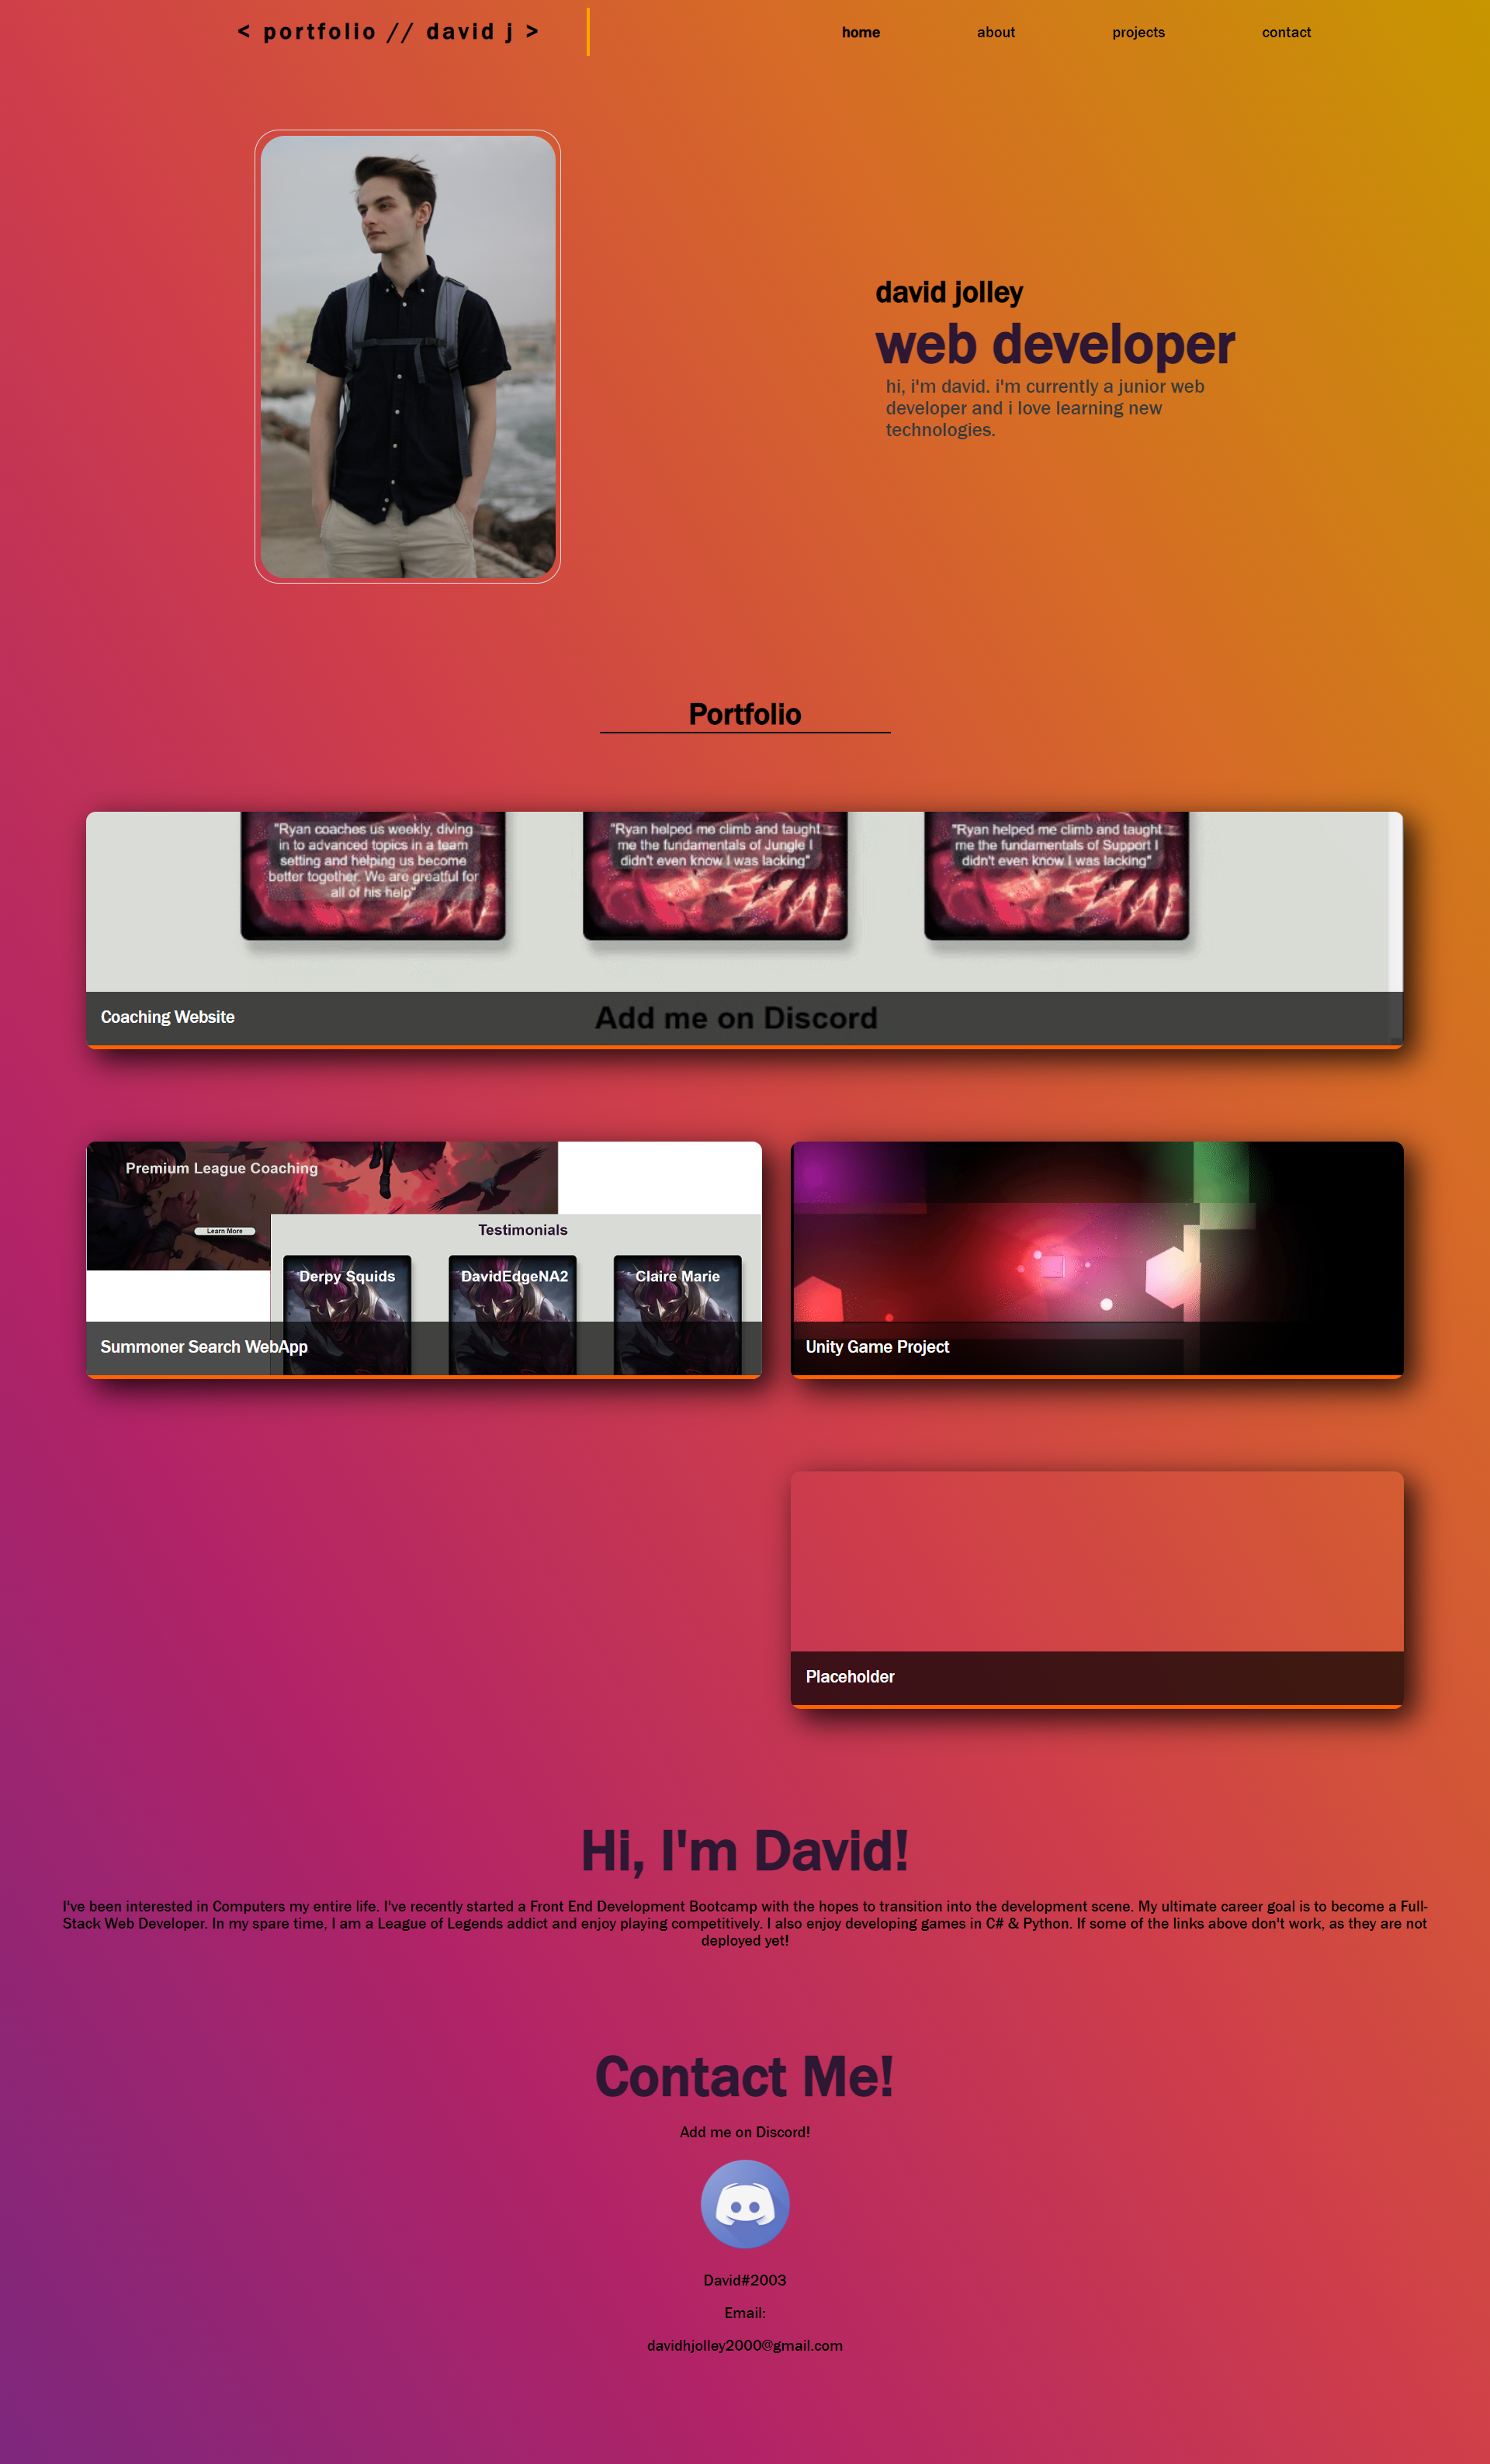 < portfolio // david j >
home
about
projects
contact
david jolley
web developer
hi, i'm david. i'm currently a junior web
developer and i love learning new
technologies.
Portfolio
"Ryan coaches us weekly, diving
in to advanced topics in a team
setting and helping us become
better together. We are greatful for
all of his help"
"Ryan helped me climb and taught
me the fundamentals of Jungle I
didn't even know I was lacking"
"Ryan helped me climb and taught
me the fundamentals of Support I
didn't even know I was lacking"
Add me on Discord
Coaching Website
Premium League Coaching
Learn More
Testimonials
Derpy Squids
DavidEdgeNA2
Claire Marie
Summoner Search WebApp
Unity Game Project
Placeholder
Hi, I'm David!
I've been interested in Computers my entire life. I've recently started a Front End Development Bootcamp with the hopes to transition into the development scene. My ultimate career goal is to become a Full-
Stack Web Developer. In my spare time, I am a League of Legends addict and enjoy playing competitively. I also enjoy developing games in C# & Python. If some of the links above don't work, as they are not
deployed yet!
Contact Me!
Add me on Discord!
David#2003
Email:
davidhjolley2000@gmail.com